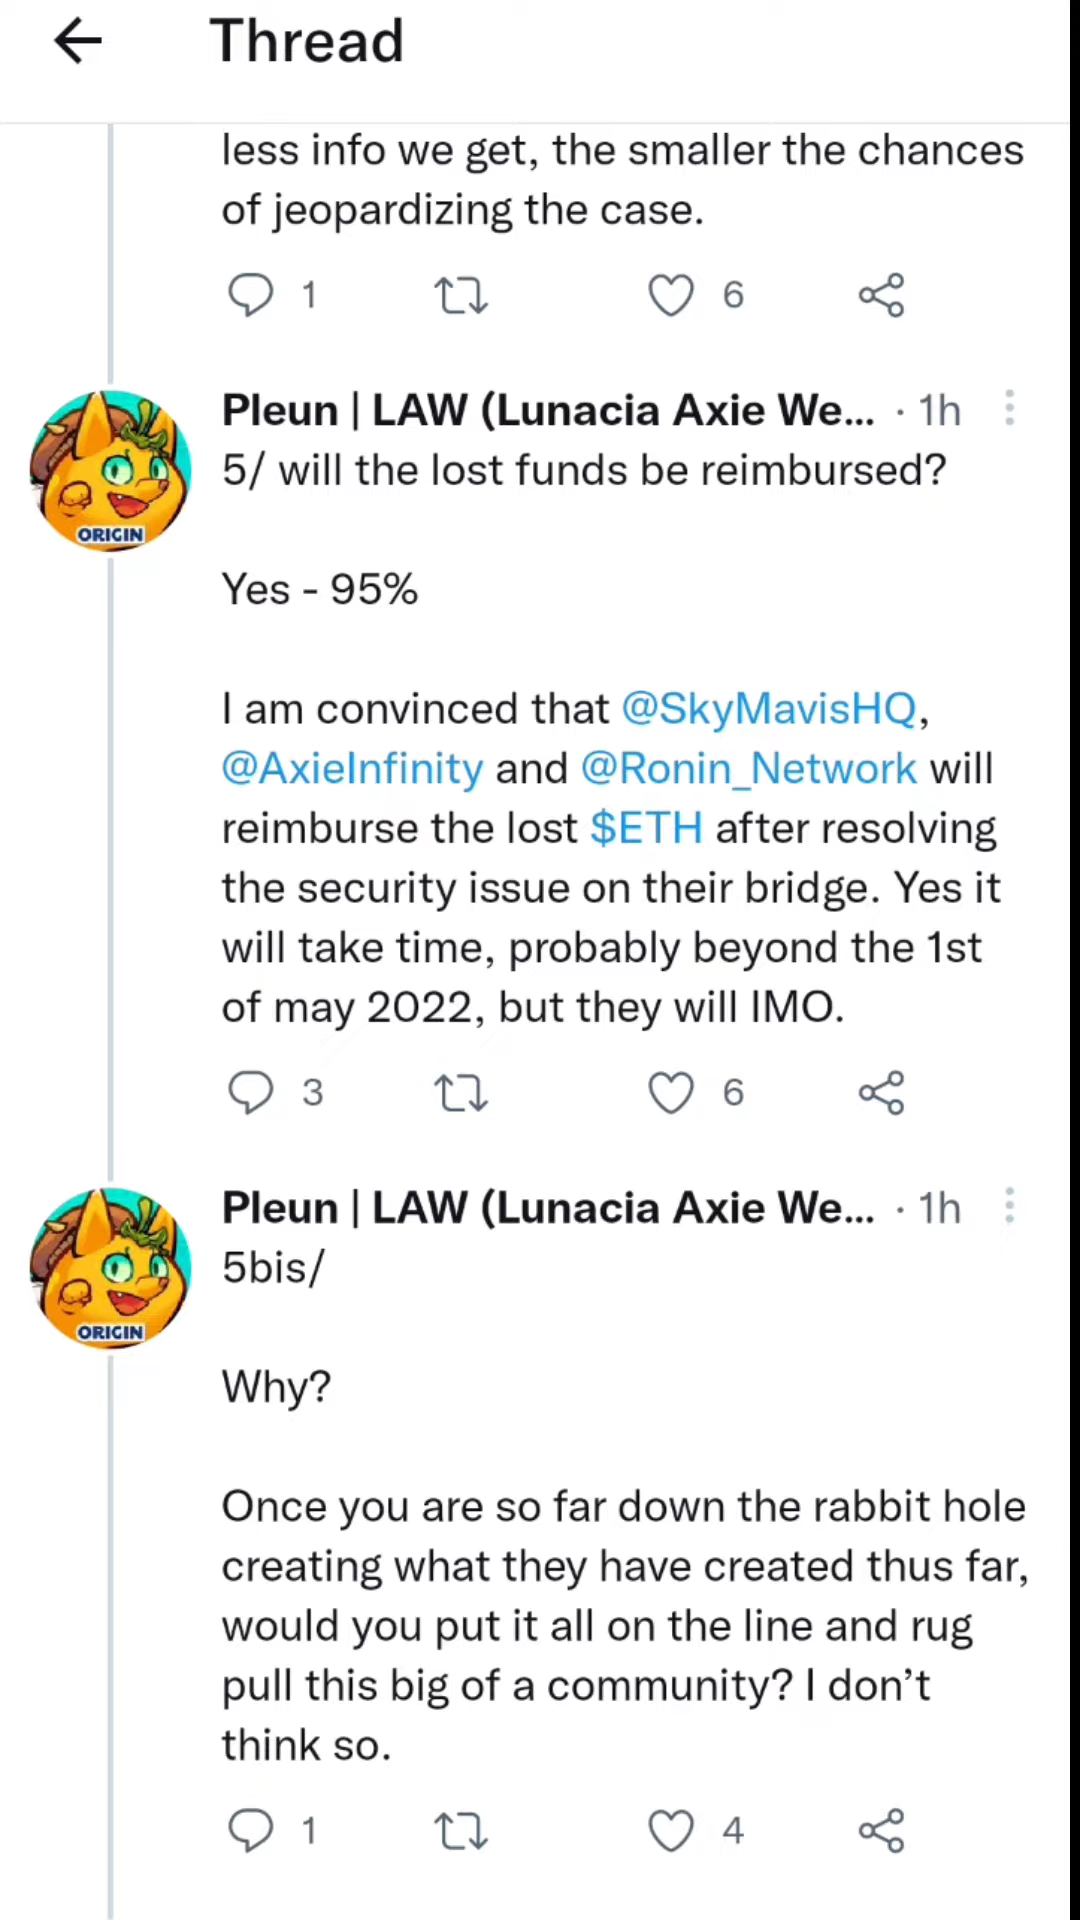 Thread
less info we get, the smaller the chances
of jeopardizing the case.
1 6
Pleun | LAW (Lunacia Axie We... · 1h
5/ will the lost funds be reimbursed?
ORIGIN
Yes - 95%
I am convinced that @SkyMavisHQ,
@AxieInfinity and @Ronin_Network will
reimburse the lost $ETH after resolving
the security issue on their bridge. Yes it
will take time, probably beyond the 1st
of may 2022, but they will IMO.
3 6
Pleun | LAW (Lunacia Axie We... · 1h
5bis/
ORIGIN
Why?
Once you are so far down the rabbit hole
creating what they have created thus far,
would you put it all on the line and rug
pull this big of a community? I don’t
think so.
1 4